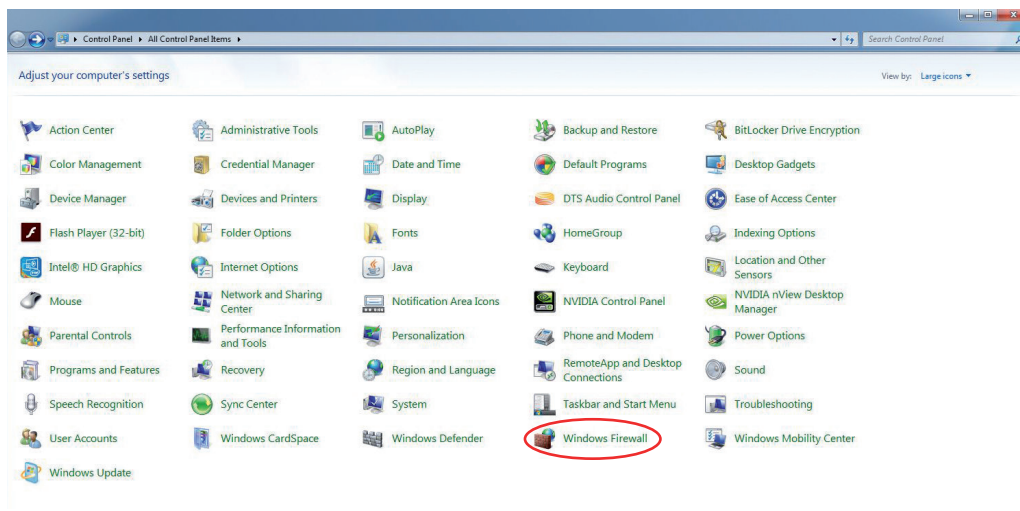 Control Panel ▸ All Control Panel Items ▸
Search Control Panel
Adjust your computer's settings
View by: Large icons
Action Center
Administrative Tools
AutoPlay
Backup and Restore
BitLocker Drive Encryption
Color Management
Credential Manager
Date and Time
Default Programs
Desktop Gadgets
Device Manager
Devices and Printers
Display
DTS Audio Control Panel
Ease of Access Center
Flash Player (32-bit)
Folder Options
Fonts
HomeGroup
Indexing Options
Intel® HD Graphics
Internet Options
Java
Keyboard
Location and Other
Sensors
Mouse
Network and Sharing
Center
Notification Area Icons
NVIDIA Control Panel
NVIDIA nView Desktop
Manager
Parental Controls
Performance Information
and Tools
Personalization
Phone and Modem
Power Options
Programs and Features
Recovery
Region and Language
RemoteApp and Desktop
Connections
Sound
Speech Recognition
Sync Center
System
Taskbar and Start Menu
Troubleshooting
User Accounts
Windows CardSpace
Windows Defender
Windows Firewall
Windows Mobility Center
Windows Update